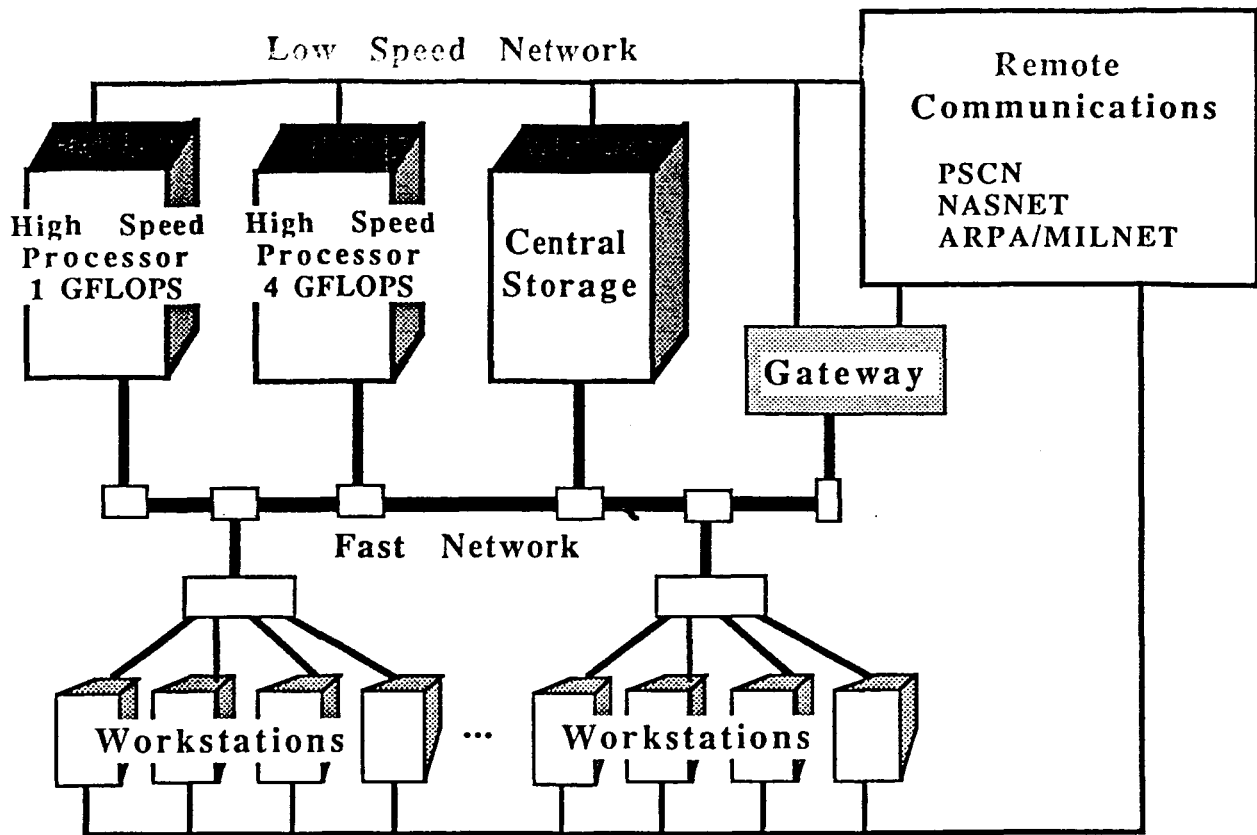 Low Speed Network
Remote
Communications
PSCN
NASNET
ARPA/MILNET
High Speed
Processor
1 GFLOPS
High Speed
Processor
4 GFLOPS
Central
Storage
Gateway
Fast Network
Workstations
...
Workstations